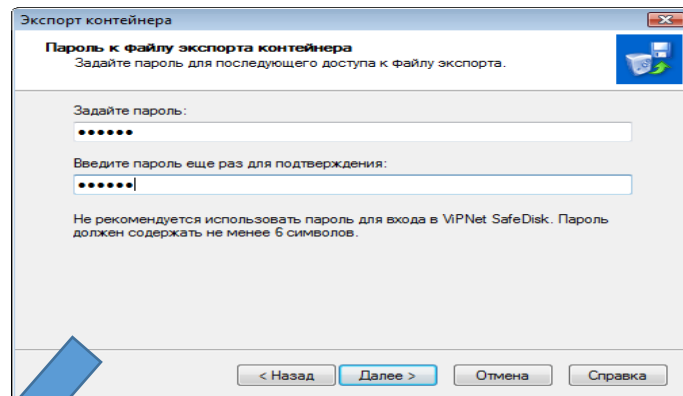 Экспорт контейнера
Пароль к файлу экспорта контейнера
Задайте пароль для последующего доступа к файлу экспорта.
Задайте пароль:
••••••
Введите пароль еще раз для подтверждения:
••••••
Не рекомендуется использовать пароль для входа в ViPNet SafeDisk. Пароль
должен содержать не менее 6 символов.
< Назад Далее > Отмена Справка